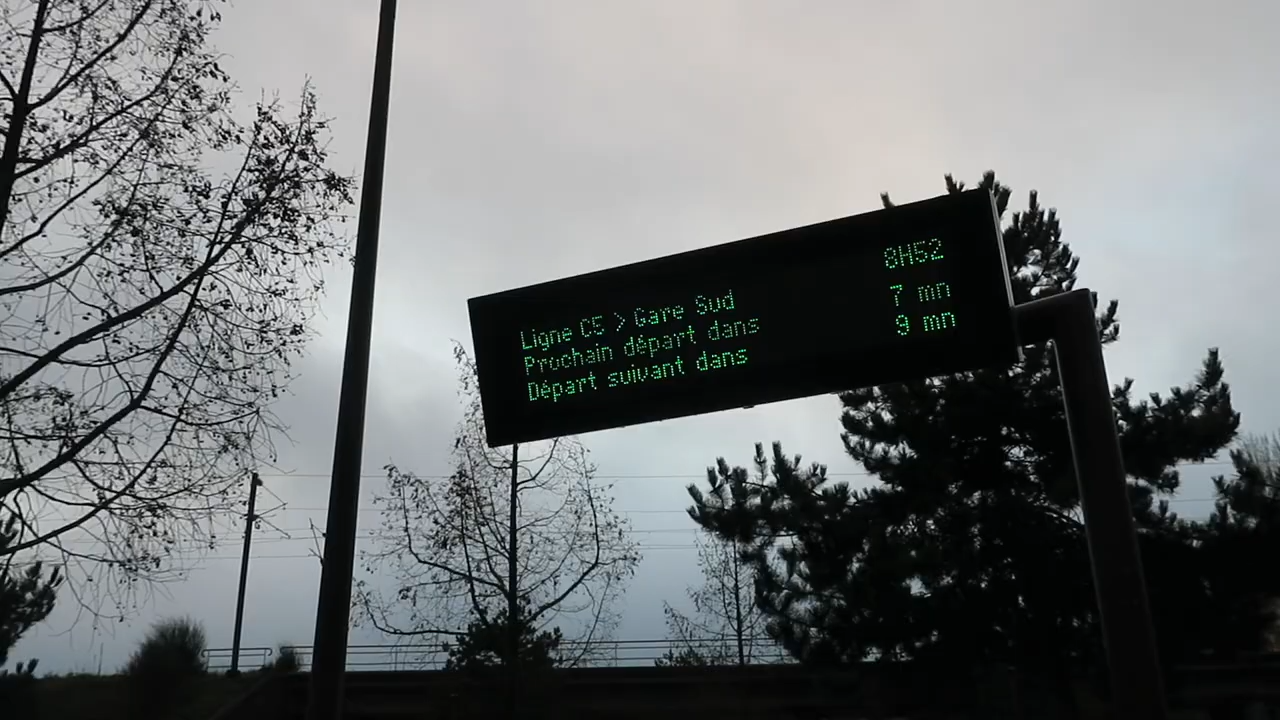 8H52
Ligne C5 > Gare Sud
Prochain départ dans 7 mn
Départ suivant dans 9 mn